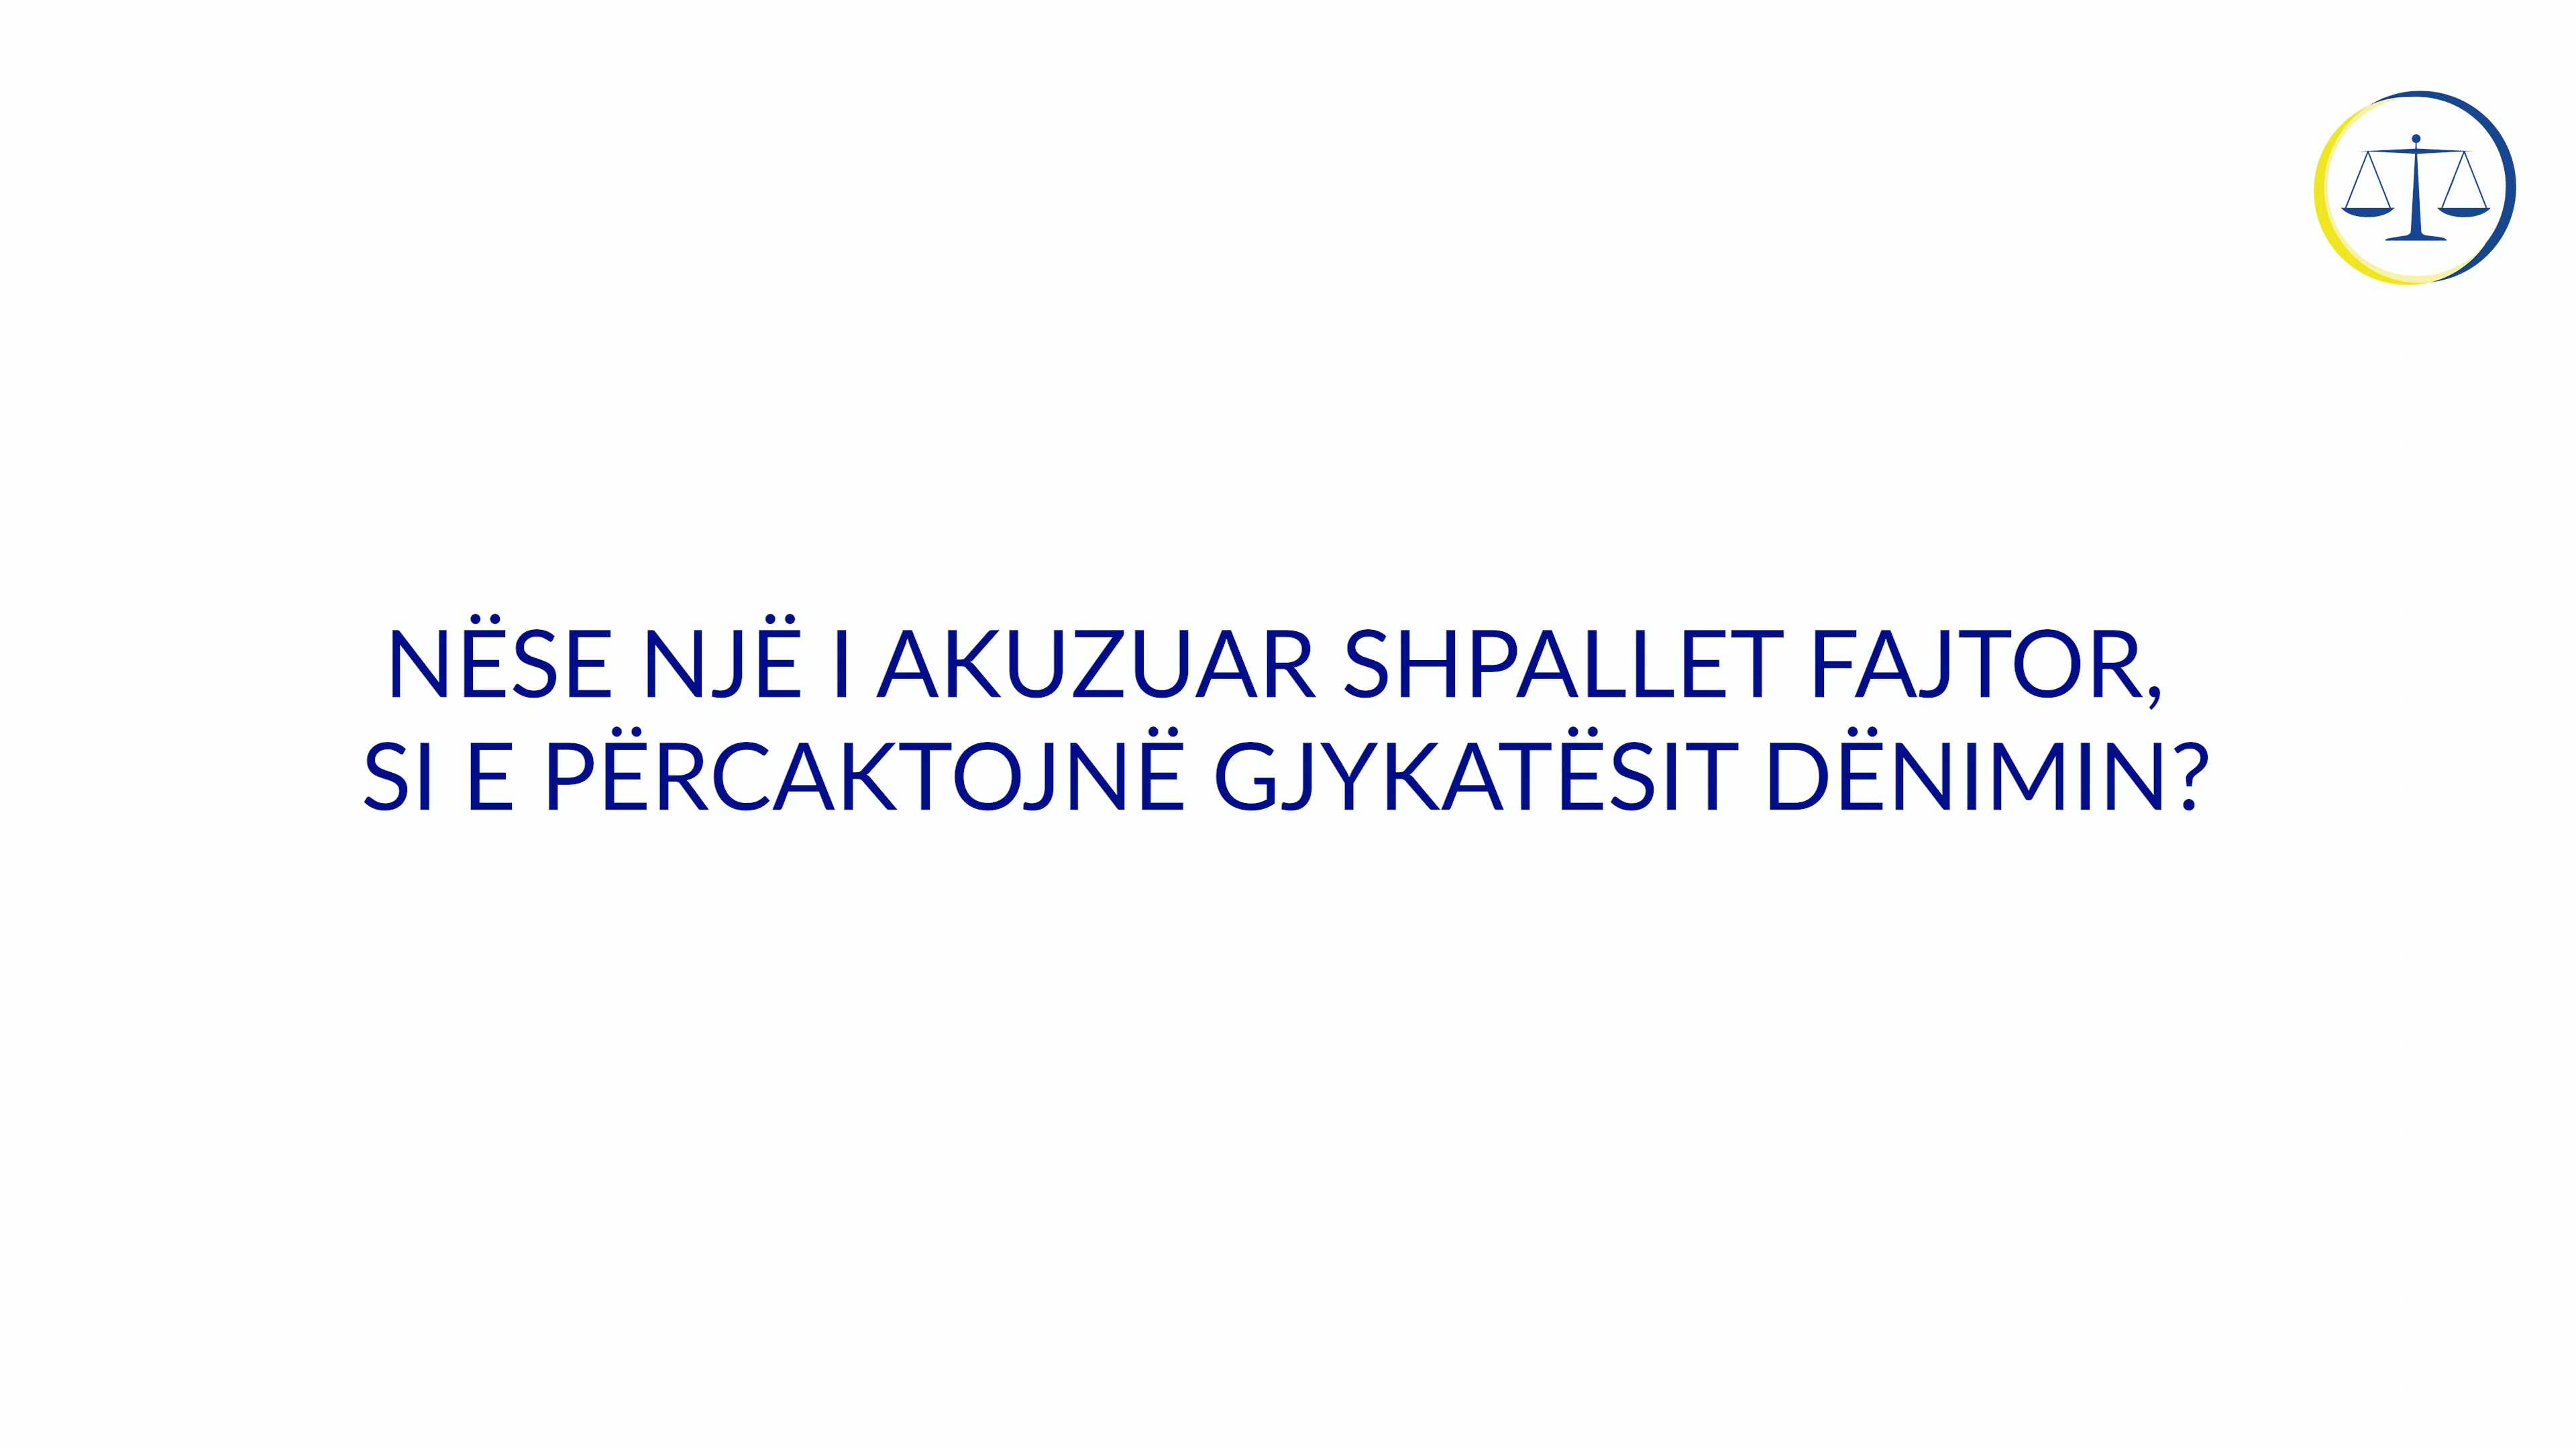 NËSE NJË I AKUZUAR SHPALLET FAJTOR,
SI E PËRCAKTOJNË GJYKATËSIT DËNIMIN?